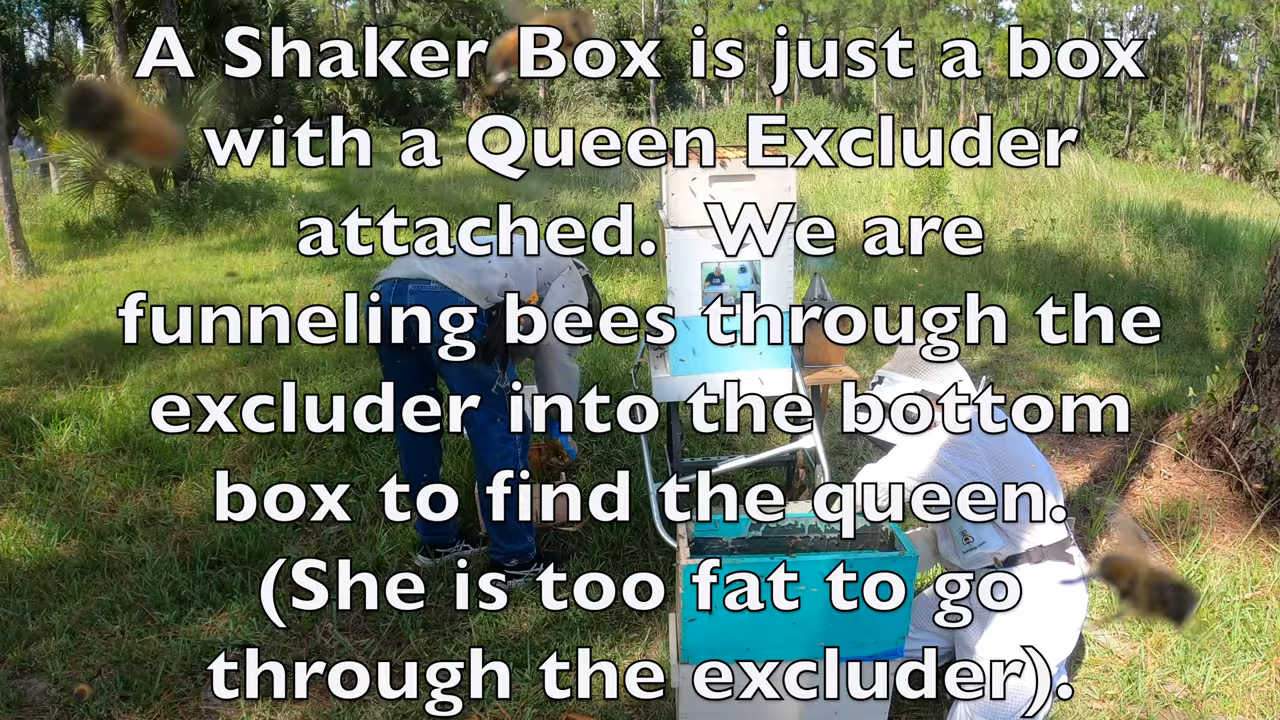 A Shaker Box is just a box
with a Queen Excluder
attached. We are
funneling bees through the
excluder into the bottom
box to find the queen.
(She is too fat to go
through the excluder).